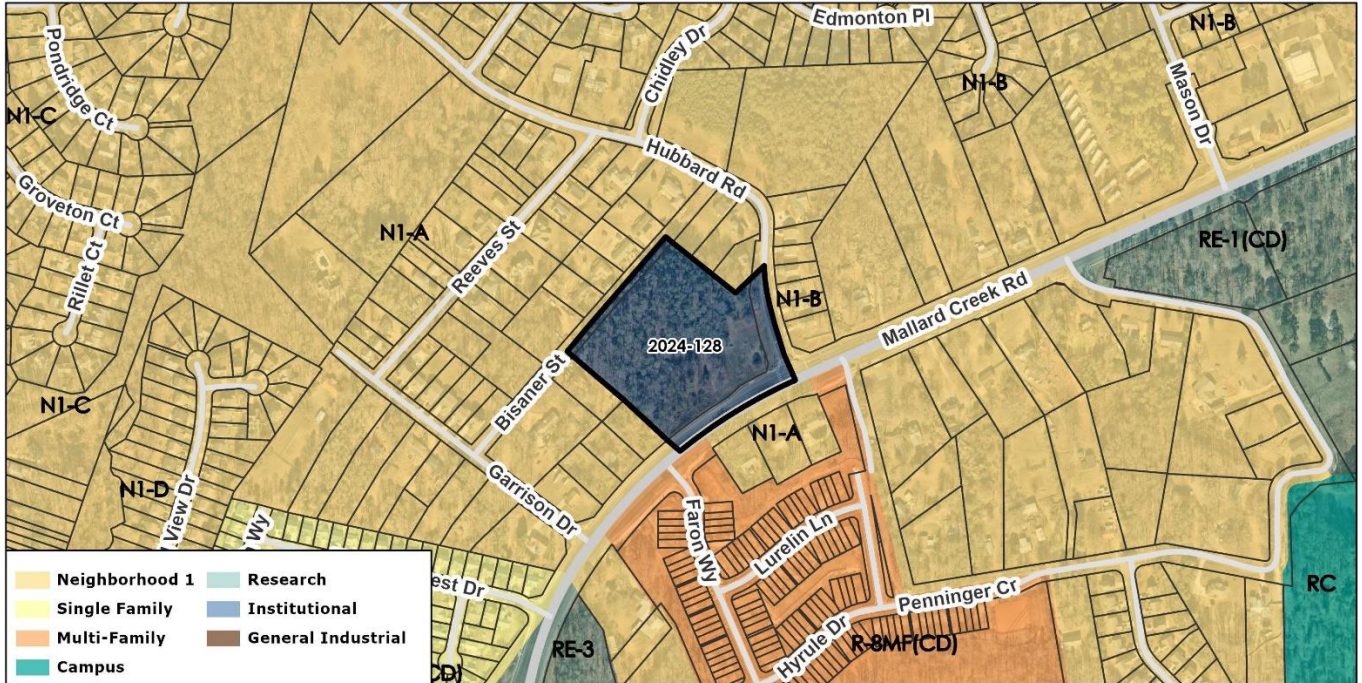 Edmonton Pl
N1-B
Pondridge Ct
Chidley Dr
N1-B
Mason Dr
N1-C
Hubbard Rd
Groveton Ct
N1-A
Reeves St
RE-1(CD)
Rillet Ct
N1-B
Mallard Creek Rd
2024-128
Bisaner St
N1-C
N1-A
N1-D
View Dr
Garrison Dr
Wy
Faron Wy
Lurelin Ln
Neighborhood 1
Research
Single Family
Institutional
Multi-Family
General Industrial
Campus
est Dr
Penninger Cr
RC
RE-3
Hyrule Dr
R-8MF(CD)
CD)